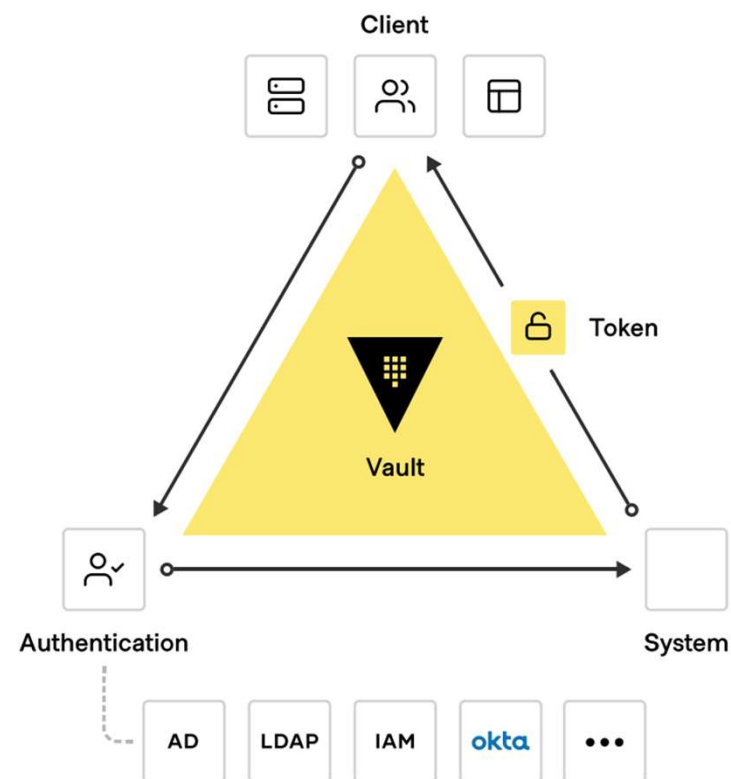 Client
Token
Vault
Authentication
System
AD
LDAP
IAM
okta